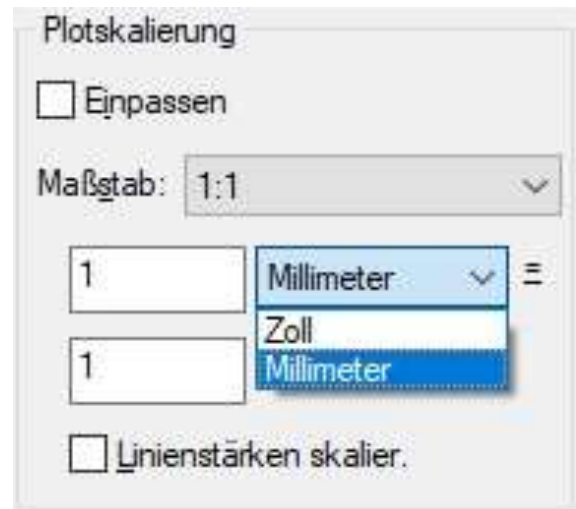 Plotskalierung
Einpassen
Maßstab: 1:1
1 Millimeter =
Zoll
1 Millimeter
Linienstärken skalier.